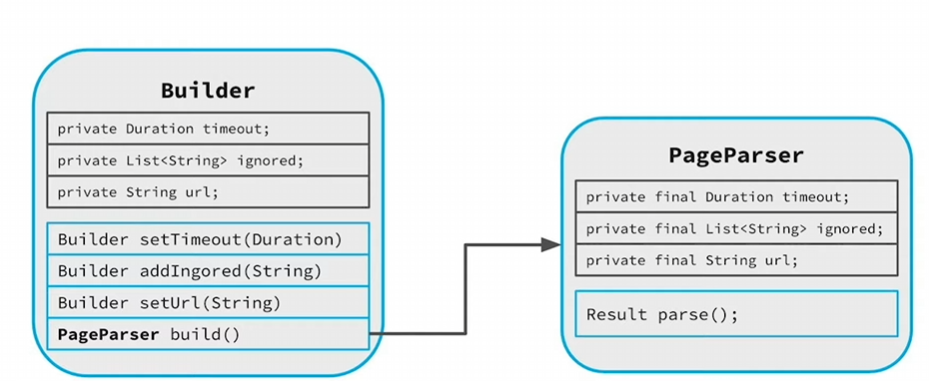 Builder
private Duration timeout;
private List<String> ignored;
private String url;
Builder setTimeout(Duration)
Builder addIngored(String)
Builder setUrl(String)
PageParser build()
PageParser
private final Duration timeout;
private final List<String> ignored;
private final String url;
Result parse();